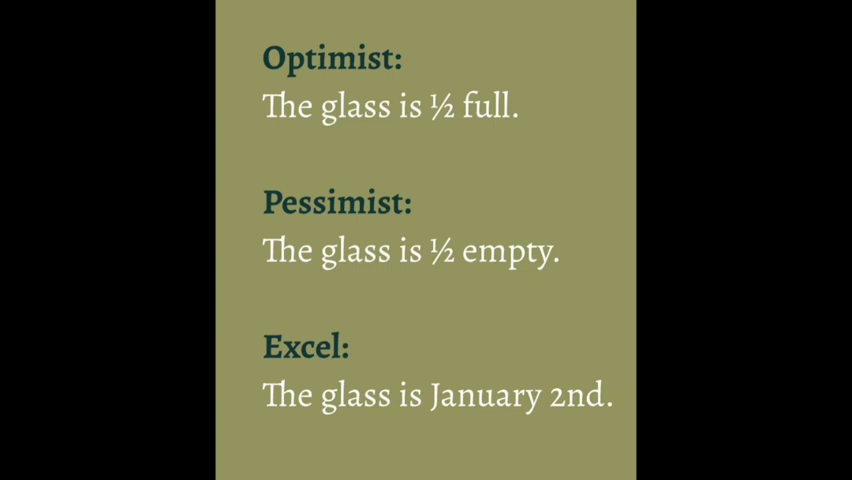 Optimist:
The glass is ½ full.
Pessimist:
The glass is ½ empty.
Excel:
The glass is January 2nd.